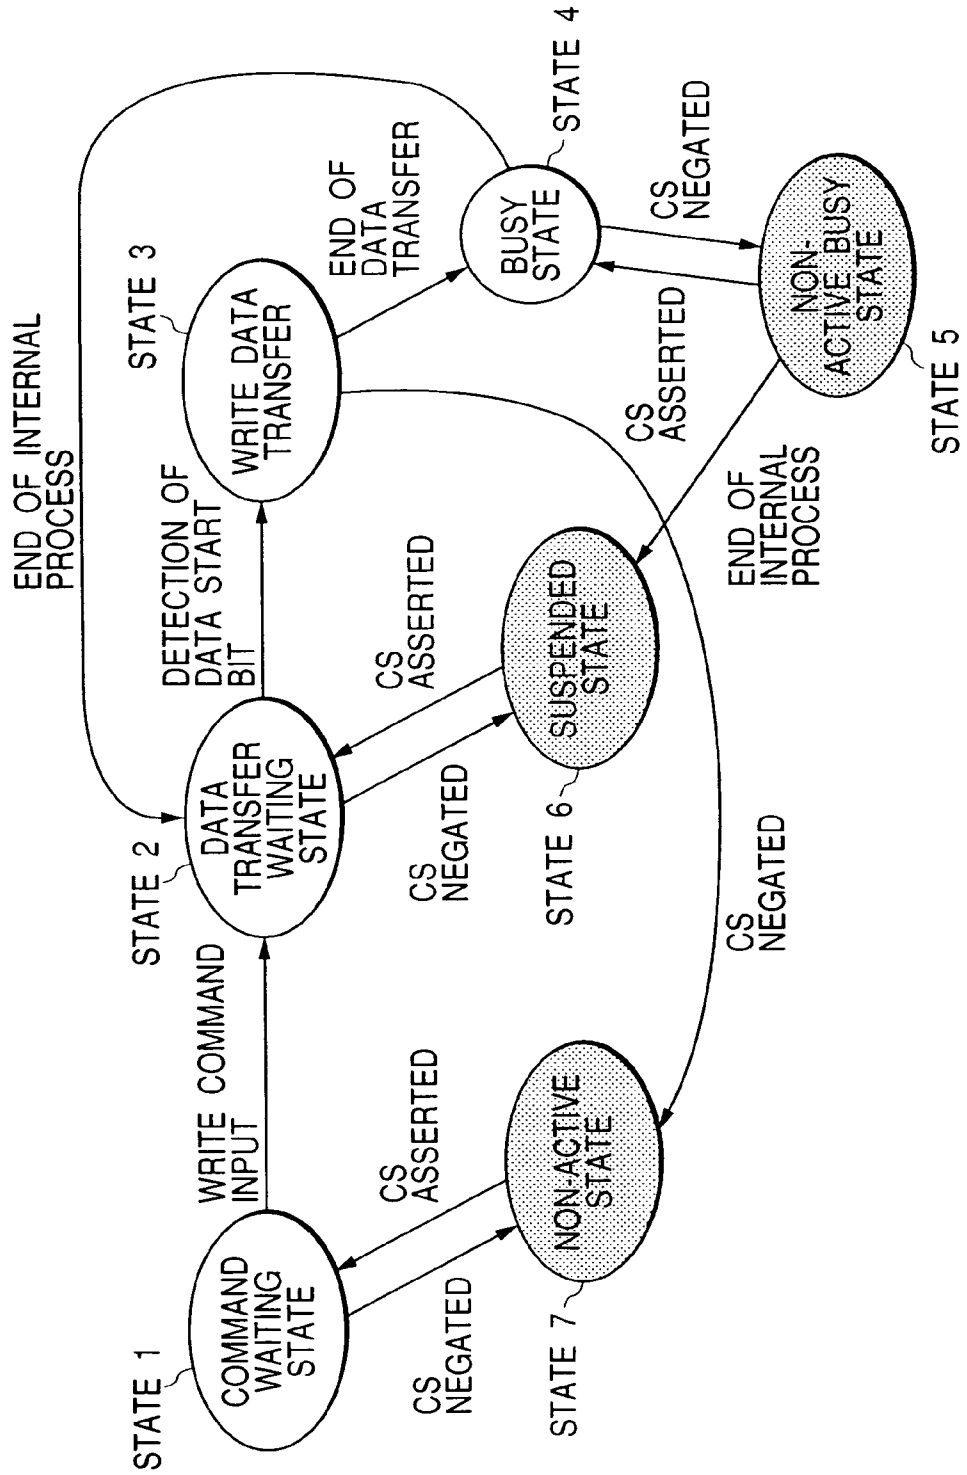 END OF INTERNAL
PROCESS
STATE 1
COMMAND
WAITING
STATE
WRITE COMMAND
INPUT
STATE 2
DATA
TRANSFER
WAITING
STATE
DETECTION OF
DATA START
BIT
STATE 3
WRITE DATA
TRANSFER
END OF
DATA
TRANSFER
BUSY
STATE
STATE 4
CS
NEGATED
CS
ASSERTED
CS
NEGATED
CS
ASSERTED
CS
ASSERTED
CS
NEGATED
STATE 7
NON-ACTIVE
STATE
STATE 6
SUSPENDED
STATE
END OF
INTERNAL
PROCESS
NON-
ACTIVE BUSY
STATE
STATE 5
CS
NEGATED